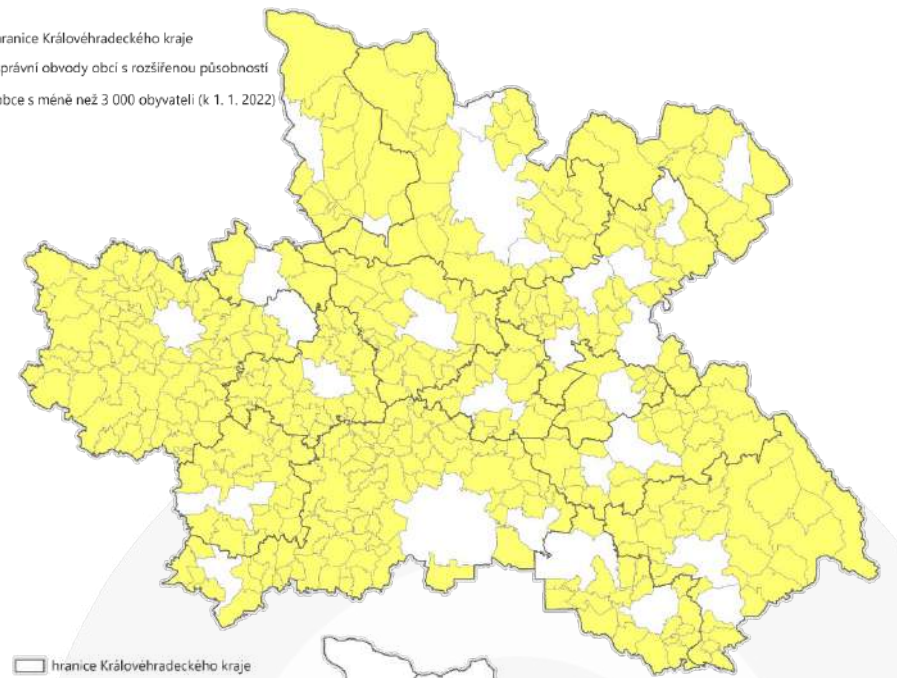 hranice Královéhradeckého kraje
správní obvody obcí s rozšířenou působností
obce s méně než 3 000 obyvateli (k 1. 1. 2022)
hranice Královéhradeckého kraje